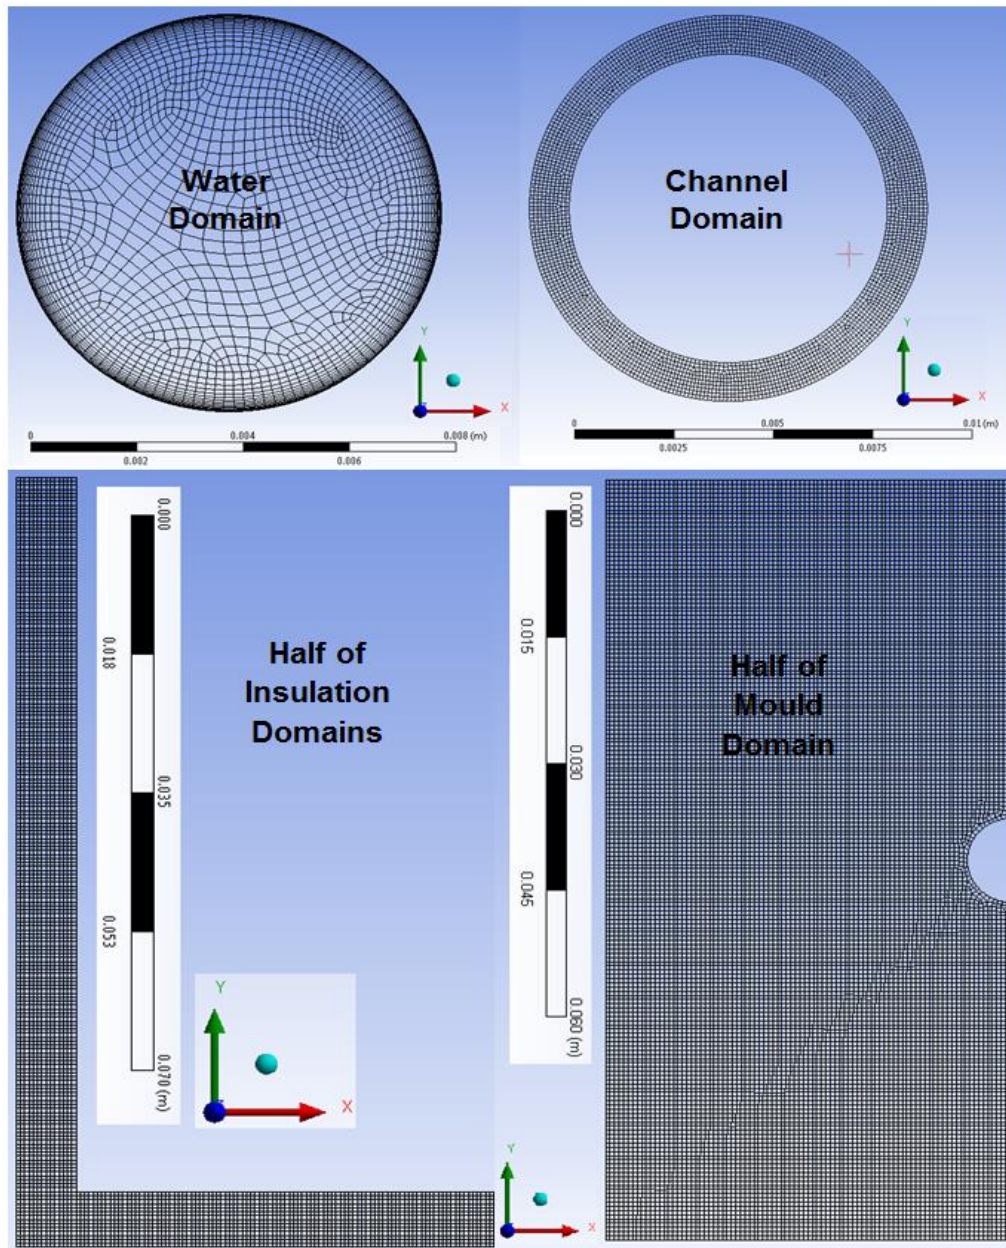 Water
Domain
Y
X
0
0.004
0.008 (m)
0.002
0.006
Channel
Domain
Y
X
0
0.005
0.01 (m)
0.0025
0.0075
0.000
0.018
0.035
0.053
0.070 (m)
Half of
Insulation
Domains
Y
X
0.000
0.015
0.030
0.045
0.060 (m)
Half of
Mould
Domain
Y
X